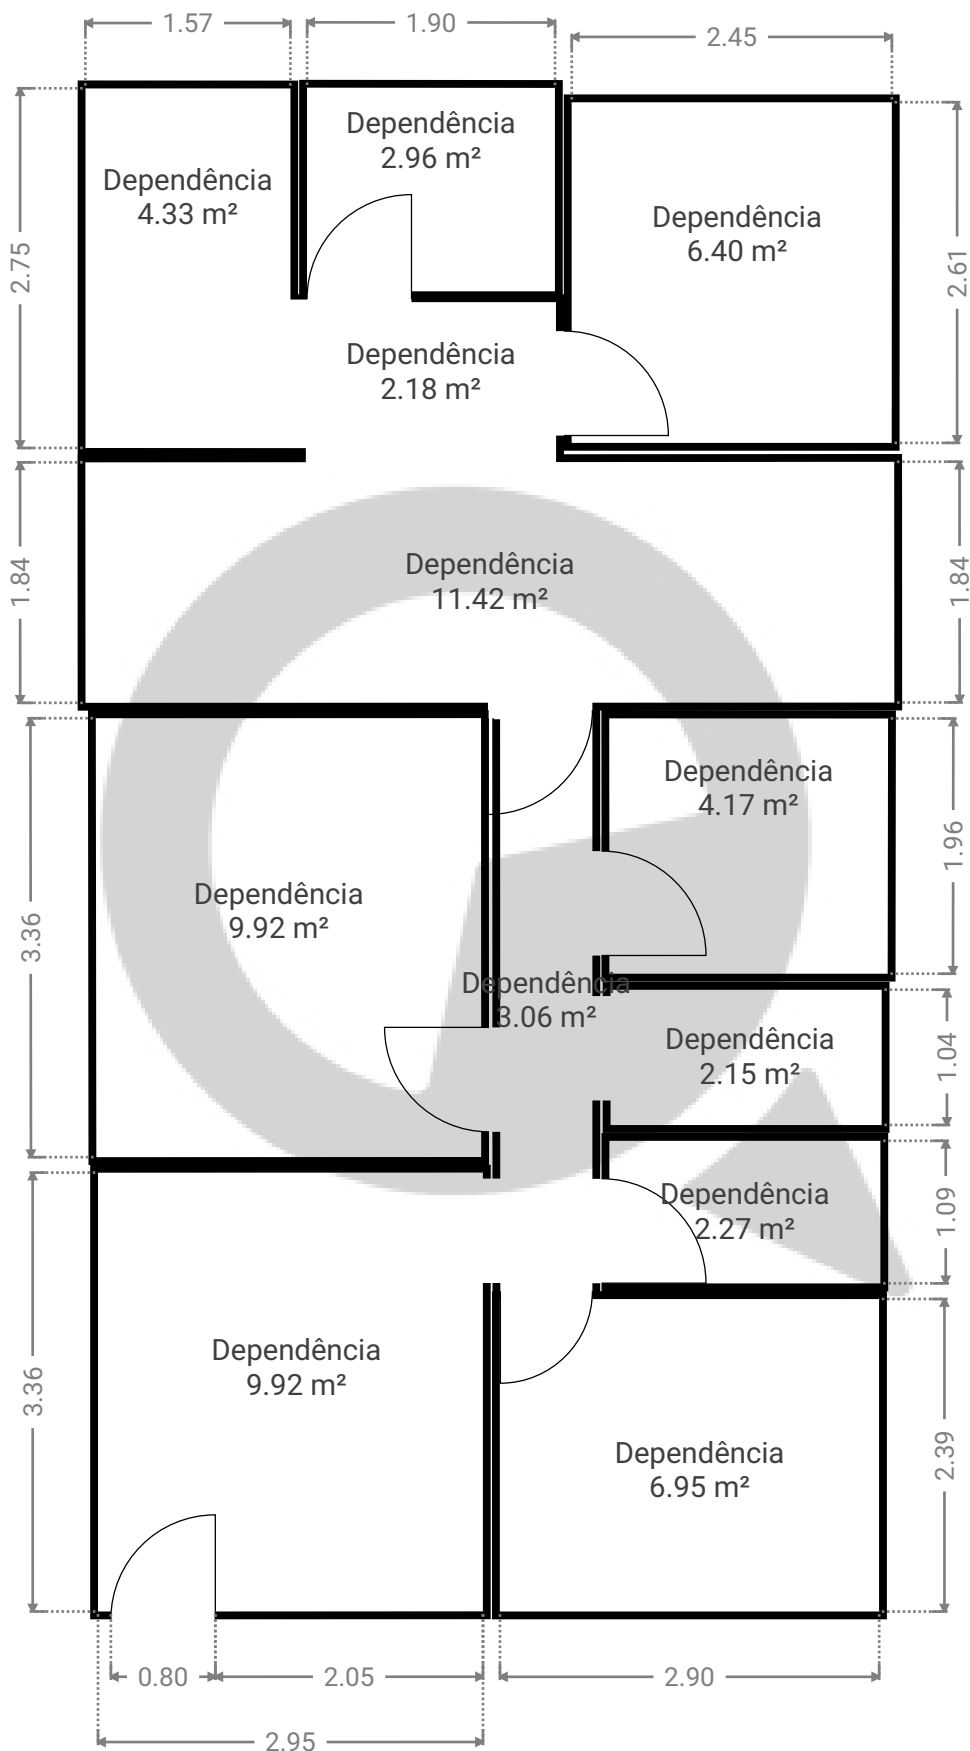 1.57
1.90
2.45
Dependência
2.96 m²
Dependência
4.33 m²
Dependência
6.40 m²
2.75
2.61
Dependência
2.18 m²
Dependência
11.42 m²
1.84
1.84
Dependência
4.17 m²
1.96
Dependência
9.92 m²
3.36
Dependência
3.06 m²
Dependência
2.15 m²
1.04
Dependência
2.27 m²
1.09
Dependência
9.92 m²
3.36
Dependência
6.95 m²
2.39
0.80
2.05
2.90
2.95